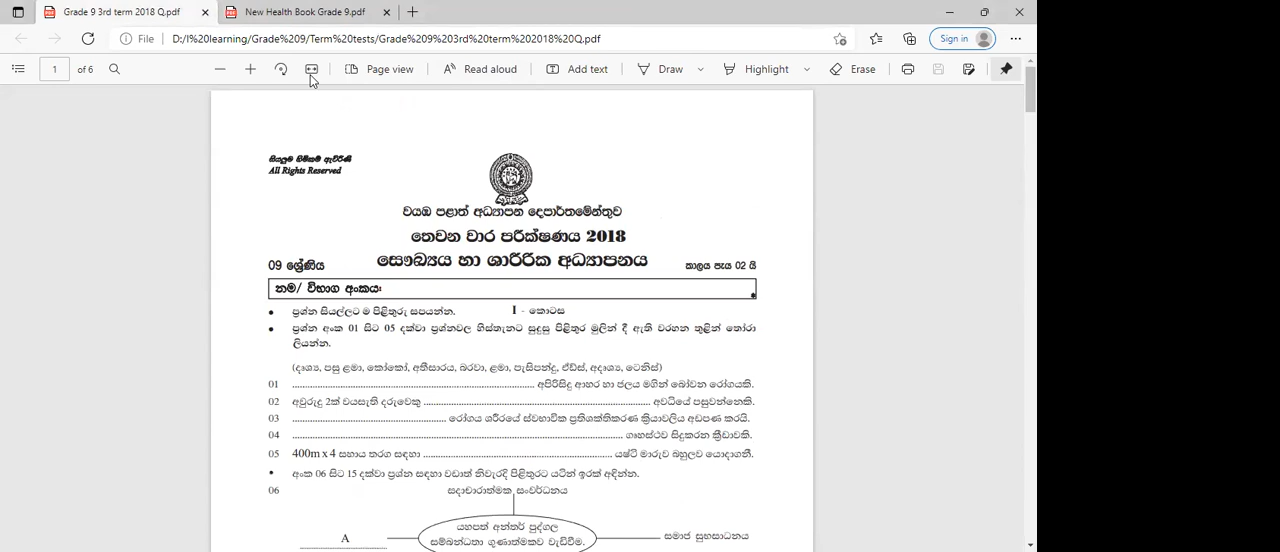 Grade 9 3rd term 2018 Q.pdf
New Health Book Grade 9.pdf
File D:/I%20learning/Grade%209/Term%20tests/Grade%209%203rd%20term%202018%20Q.pdf
Sign in
1 of 6
Page view
Read aloud
Add text
Draw
Highlight
Erase
සියලුම හිමිකම් ඇවිරිණි
All Rights Reserved
වයඹ පළාත් අධ්‍යාපන දෙපාර්තමේන්තුව
තෙවන වාර පරීක්ෂණය 2018
09 ශ්‍රේණිය සෞඛ්‍යය හා ශාරීරික අධ්‍යාපනය කාලය පැය 02 යි
නම/ විභාග අංකයः
• ප්‍රශ්න සියල්ලට ම පිළිතුරු සපයන්න. I - කොටස
• ප්‍රශ්න අංක 01 සිට 05 දක්වා ප්‍රශ්නවල හිස්තැනට සුදුසු පිළිතුර මුලින් දී ඇති වරහන තුළින් තෝරා
ලියන්න.
(දෘශ්‍ය, පසු ළමා, කෝකෝ, අතීසාරය, බරවා, ළමා, පැසිපන්දු, ඒඩ්ස්, අදෘශ්‍ය, ටෙනිස්)
01 ........................ අපිරිසිදු ආහර හා ජලය මගින් බෝවන රෝගයකි.
02 අවුරුදු 2ක් වයසැති දරුවෙකු ........................ අවධියේ පසුවන්නෙකි.
03 ........................ රෝගය ශරීරයේ ස්වභාවික ප්‍රතිශක්තිකරණ ක්‍රියාවලිය අඩපණ කරයි.
04 ........................ ගෘහස්ථව සිදුකරන ක්‍රීඩාවකි.
05 400m x 4 සහාය තරග සඳහා ........................ යෂ්ටි මාරුව බහුලව යොදාගනී.
• අංක 06 සිට 15 දක්වා ප්‍රශ්න සඳහා වඩාත් නිවැරදි පිළිතුරට යටින් ඉරක් අඳින්න.
06 සදාචාරාත්මක සංවර්ධනය
යහපත් අන්තර් පුද්ගල
A සම්බන්ධතා ගුණාත්මකව වැඩිවීම. සමාජ සුභසාධනය